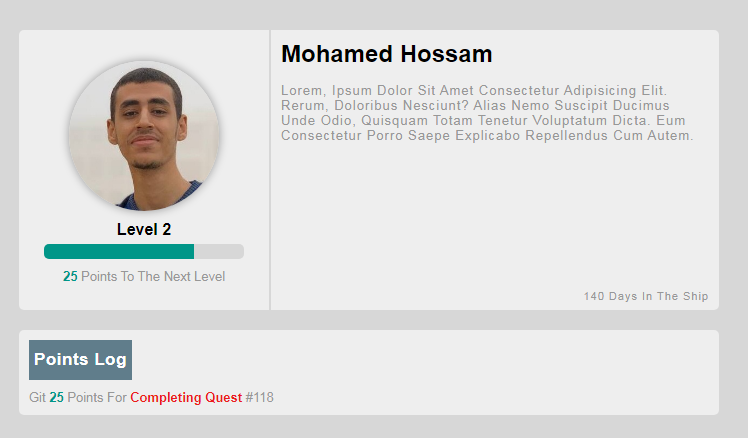 Mohamed Hossam
Lorem, Ipsum Dolor Sit Amet Consectetur Adipisicing Elit.
Rerum, Doloribus Nesciunt? Alias Nemo Suscipit Ducimus
Unde Odio, Quisquam Totam Tenetur Voluptatum Dicta. Eum
Consectetur Porro Saepe Explicabo Repellendus Cum Autem.
Level 2
25 Points To The Next Level
140 Days In The Ship
Points Log
Git 25 Points For Completing Quest #118